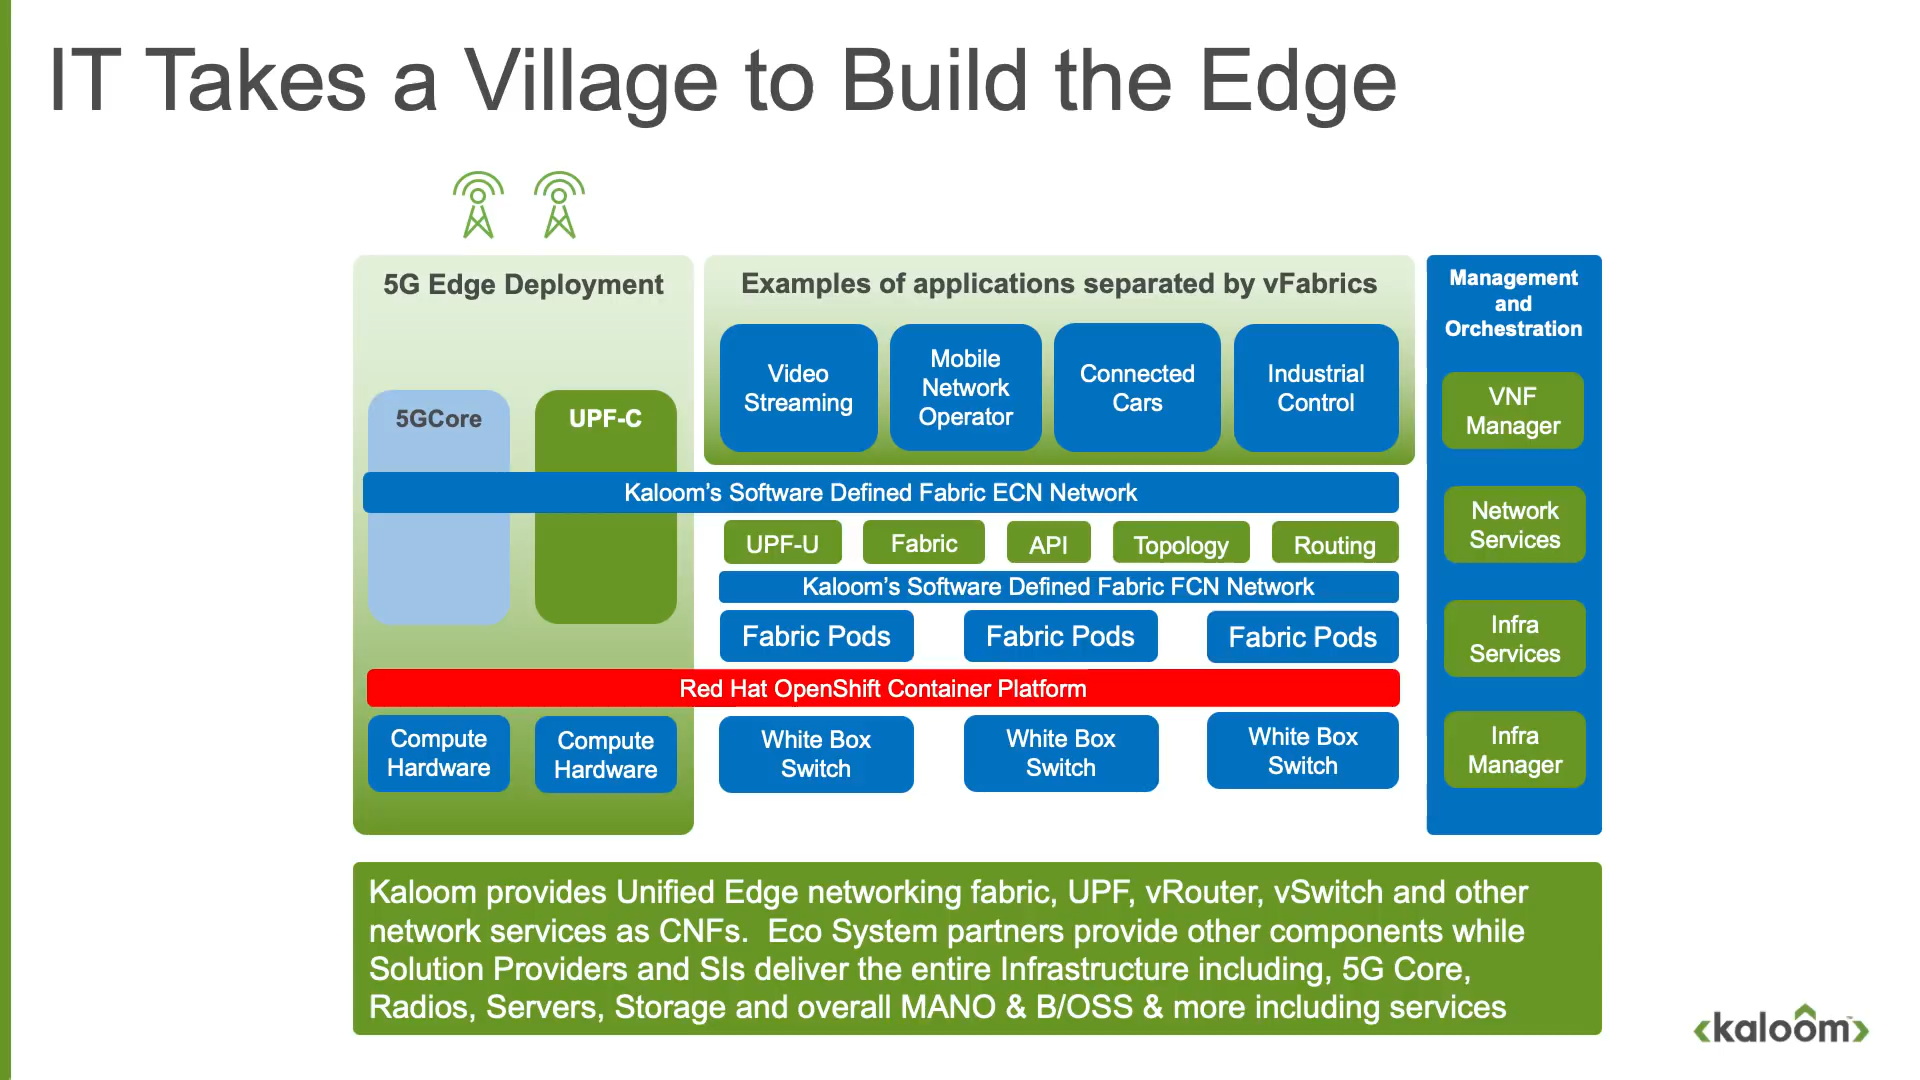 IT Takes a Village to Build the Edge
5G Edge Deployment
5GCore
UPF-C
Examples of applications separated by vFabrics
Video
Streaming
Mobile
Network
Operator
Connected
Cars
Industrial
Control
Kaloom's Software Defined Fabric ECN Network
UPF-U
Fabric
API
Topology
Routing
Kaloom's Software Defined Fabric FCN Network
Fabric Pods
Fabric Pods
Fabric Pods
Red Hat OpenShift Container Platform
Compute
Hardware
Compute
Hardware
White Box
Switch
White Box
Switch
White Box
Switch
Management
and
Orchestration
VNF
Manager
Network
Services
Infra
Services
Infra
Manager
Kaloom provides Unified Edge networking fabric, UPF, vRouter, vSwitch and other
network services as CNFs.  Eco System partners provide other components while
Solution Providers and SIs deliver the entire Infrastructure including, 5G Core,
Radios, Servers, Storage and overall MANO & B/OSS & more including services
kaloom